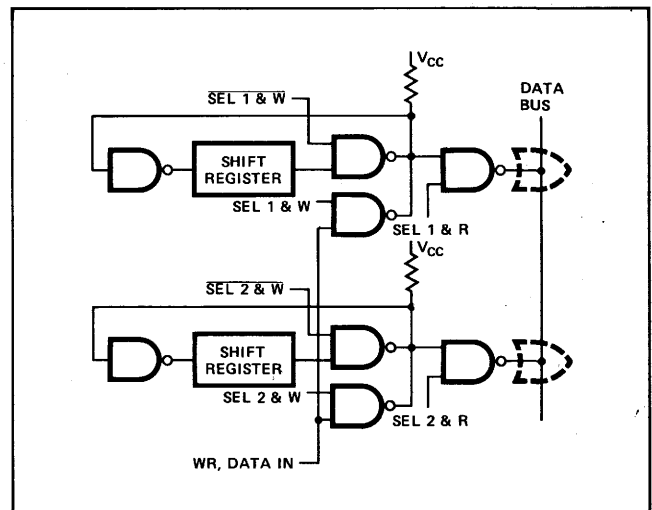 VCC
SEL 1 & W
DATA
BUS
SHIFT
REGISTER
SEL 1 & W
SEL 1 & R
VCC
SEL 2 & W
SHIFT
REGISTER
SEL 2 & W
SEL 2 & R
WR, DATA IN